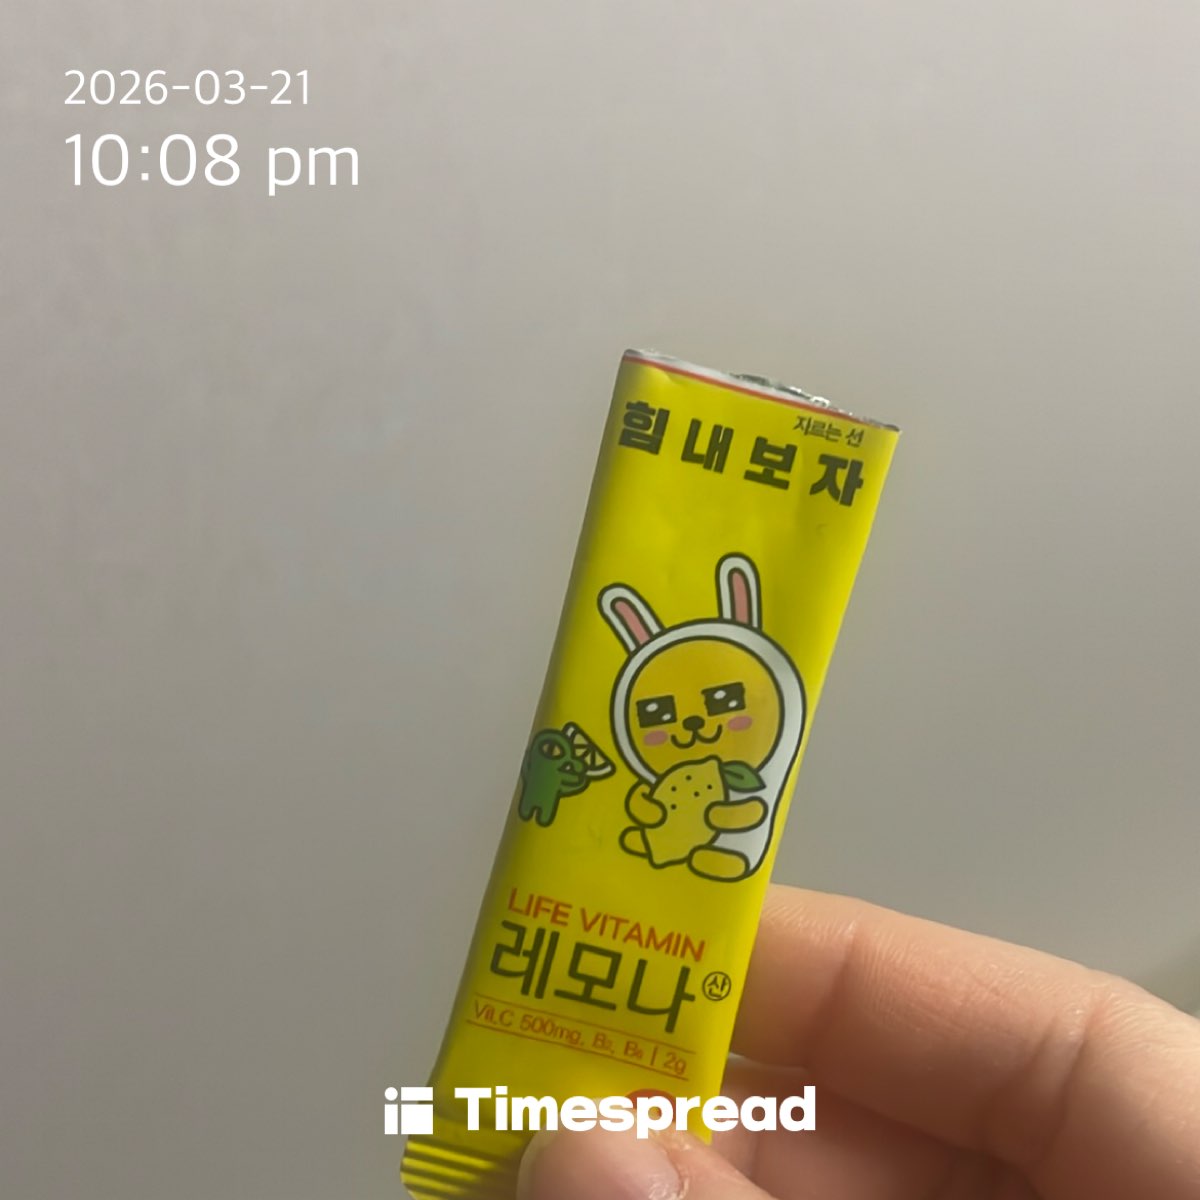 2026-03-21
10:08 pm
자르는 선
힘내보자
LIFE VITAMIN
레모나 산
Vit.C 500mg, B₂, B₆ | 2g
Timespread